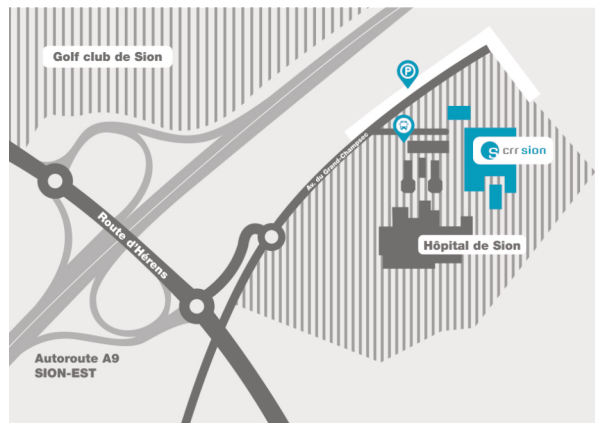 Golf club de Sion
P
Av. du Grand-Champsec
S crr sion
Route d'Hérens
Hôpital de Sion
Autoroute A9
SION-EST